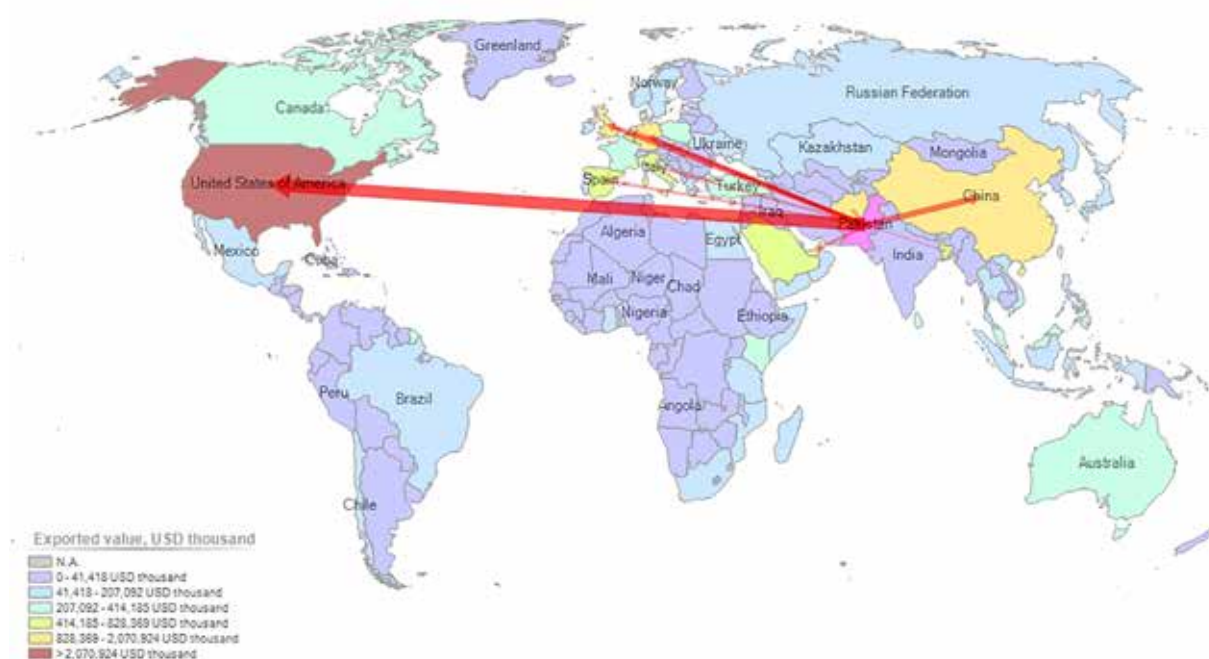 Greenland
Norway
Russian Federation
Canada
Ukraine
Kazakhstan
Mongolia
Italy
United States of America
Spain
Turkey
China
Iraq
Pakistan
Algeria
Egypt
Mexico
Cuba
India
Mali
Niger
Chad
Nigeria
Ethiopia
Peru
Brazil
Angola
Australia
Chile
Exported value, USD thousand
N.A.
0 - 41,418 USD thousand
41,418 - 207,092 USD thousand
207,092 - 414,185 USD thousand
414,185 - 828,369 USD thousand
828,369 - 2,070,924 USD thousand
> 2,070,924 USD thousand